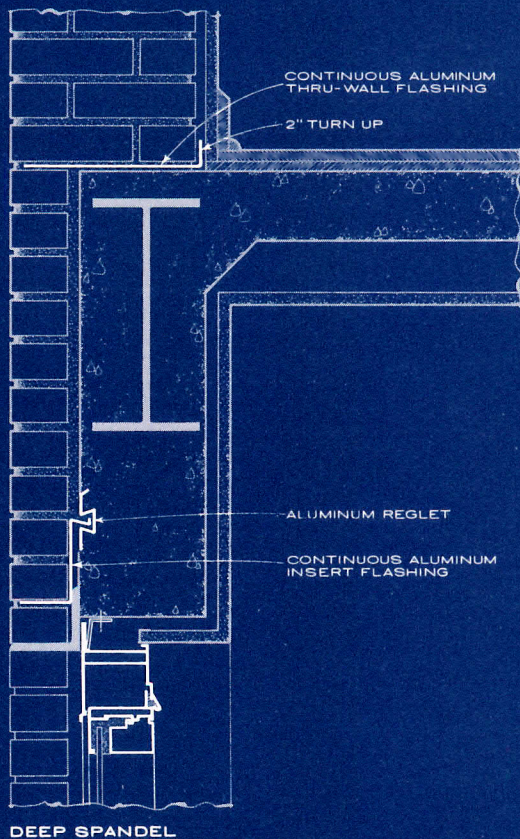 CONTINUOUS ALUMINUM
THRU-WALL FLASHING
2" TURN UP
ALUMINUM REGLET
CONTINUOUS ALUMINUM
INSERT FLASHING
DEEP SPANDEL